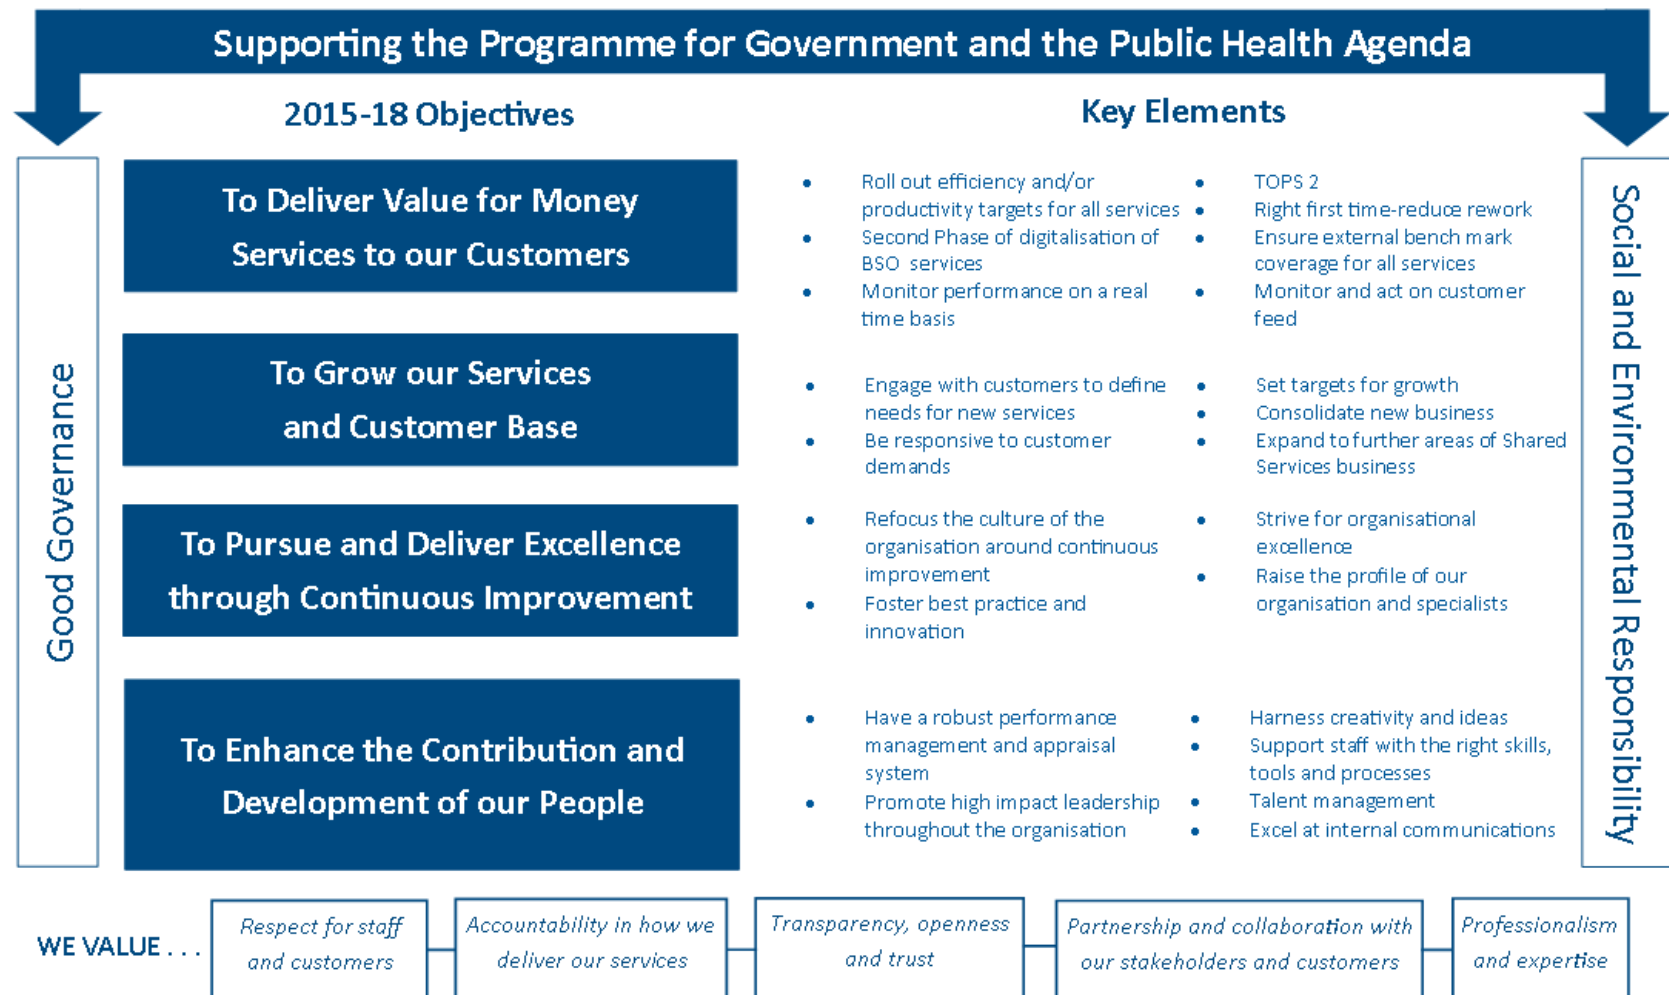 Supporting the Programme for Government and the Public Health Agenda
2015-18 Objectives
Key Elements
Good Governance
To Deliver Value for Money
Services to our Customers
• Roll out efficiency and/or
productivity targets for all services
• Second Phase of digitalisation of
BSO services
• Monitor performance on a real
time basis
• TOPS 2
• Right first time-reduce rework
• Ensure external bench mark
coverage for all services
• Monitor and act on customer
feed
To Grow our Services
and Customer Base
• Engage with customers to define
needs for new services
• Be responsive to customer
demands
• Set targets for growth
• Consolidate new business
• Expand to further areas of Shared
Services business
To Pursue and Deliver Excellence
through Continuous Improvement
• Refocus the culture of the
organisation around continuous
improvement
• Foster best practice and
innovation
• Strive for organisational
excellence
• Raise the profile of our
organisation and specialists
To Enhance the Contribution and
Development of our People
• Have a robust performance
management and appraisal
system
• Promote high impact leadership
throughout the organisation
• Harness creativity and ideas
• Support staff with the right skills,
tools and processes
• Talent management
• Excel at internal communications
Social and Environmental Responsibility
WE VALUE . . .
Respect for staff
and customers
Accountability in how we
deliver our services
Transparency, openness
and trust
Partnership and collaboration with
our stakeholders and customers
Professionalism
and expertise